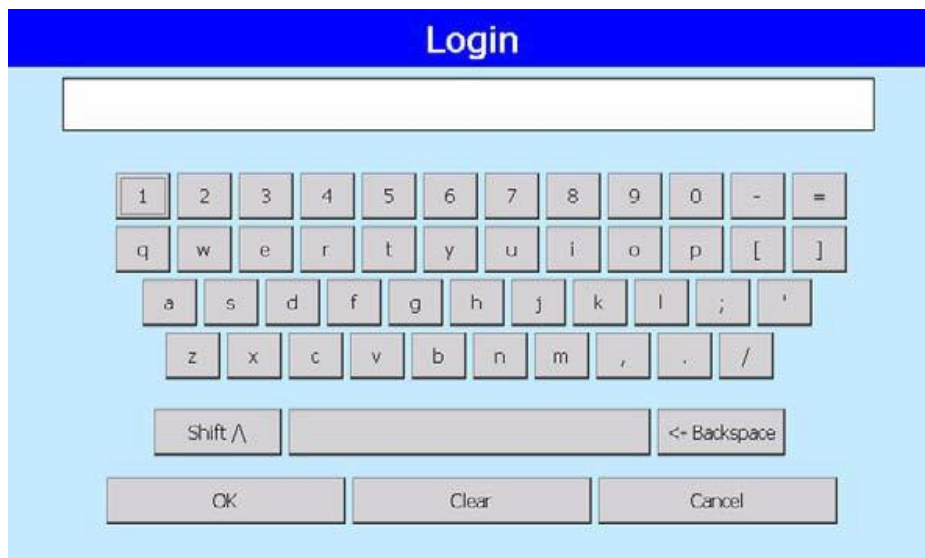 Login
1 2 3 4 5 6 7 8 9 0 - =
q w e r t y u i o p [ ]
a s d f g h j k l ; '
z x c v b n m , . /
Shift /\ <- Backspace
OK Clear Cancel